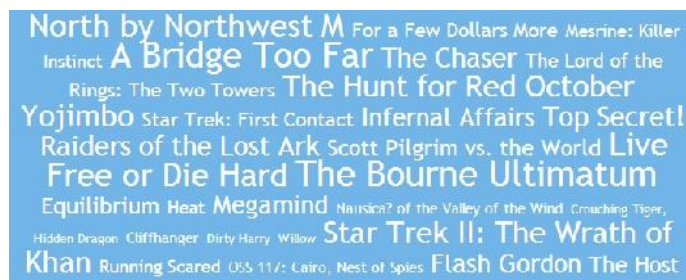 North by Northwest M For a Few Dollars More Mesrine: Killer
Instinct A Bridge Too Far The Chaser The Lord of the
Rings: The Two Towers The Hunt for Red October
Yojimbo Star Trek: First Contact Infernal Affairs Top Secret!
Raiders of the Lost Ark Scott Pilgrim vs. the World Live
Free or Die Hard The Bourne Ultimatum
Equilibrium Heat Megamind Nausica? of the Valley of the Wind Crouching Tiger,
Hidden Dragon Cliffhanger Dirty Harry Willow Star Trek II: The Wrath of
Khan Running Scared OSS 117: Cairo, Nest of Spies Flash Gordon The Host